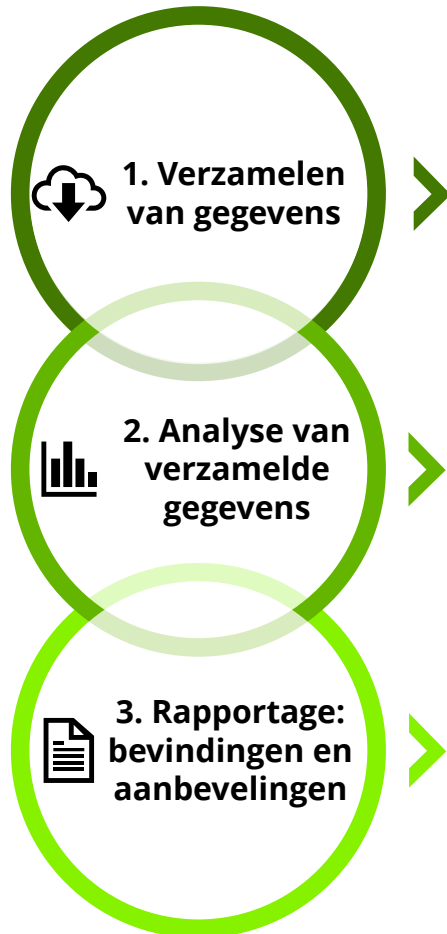 1. Verzamelen
van gegevens
2. Analyse van
verzamelde
gegevens
3. Rapportage:
bevindingen en
aanbevelingen